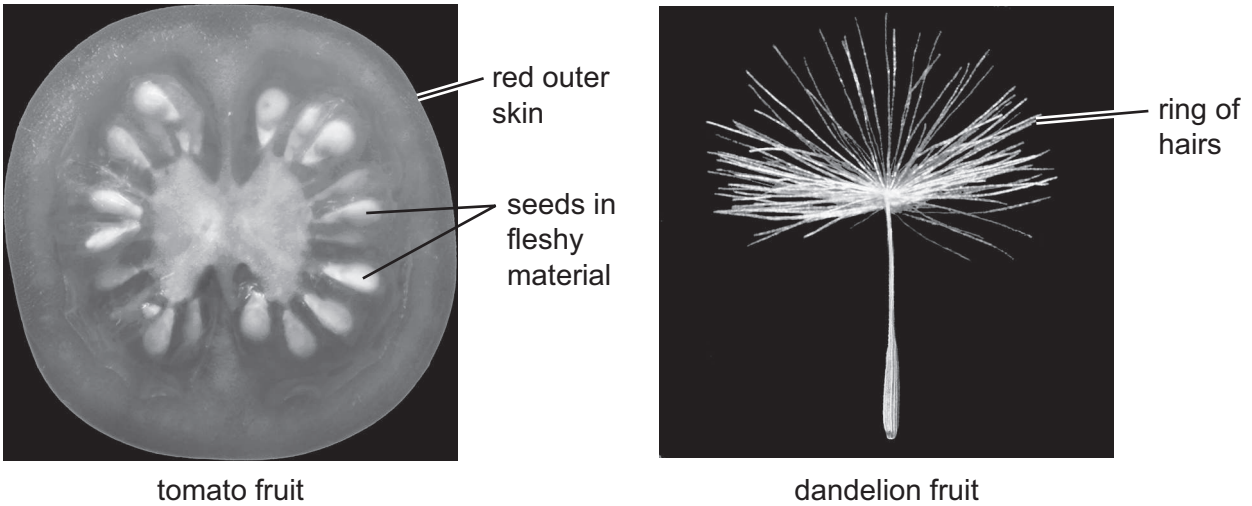 red outer
skin
seeds in
fleshy
material
tomato fruit
ring of
hairs
dandelion fruit